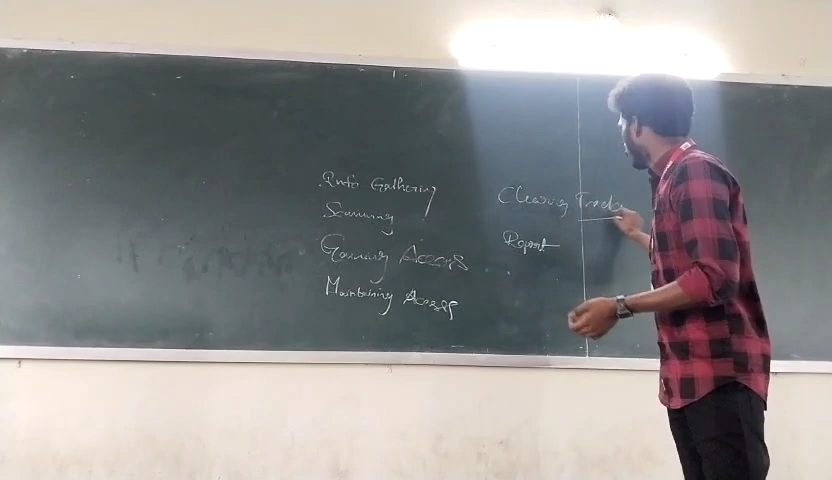 Info Gathering
Scanning
Gaining Access
Maintaining Access
Clearing Tracks
Report